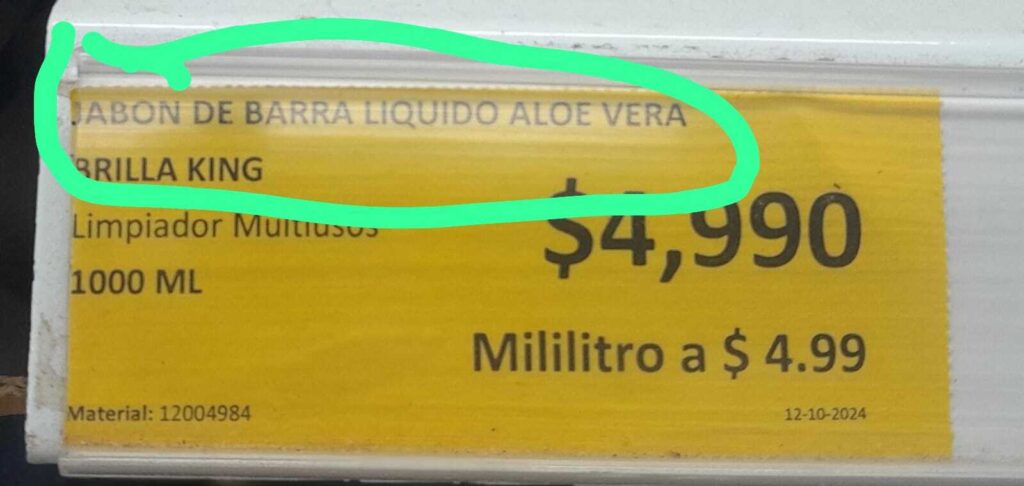 JABON DE BARRA LIQUIDO ALOE VERA
BRILLA KING
Limpiador Multiusos
1000 ML
$4,990
Mililitro a $ 4.99
Material: 12004984
12-10-2024